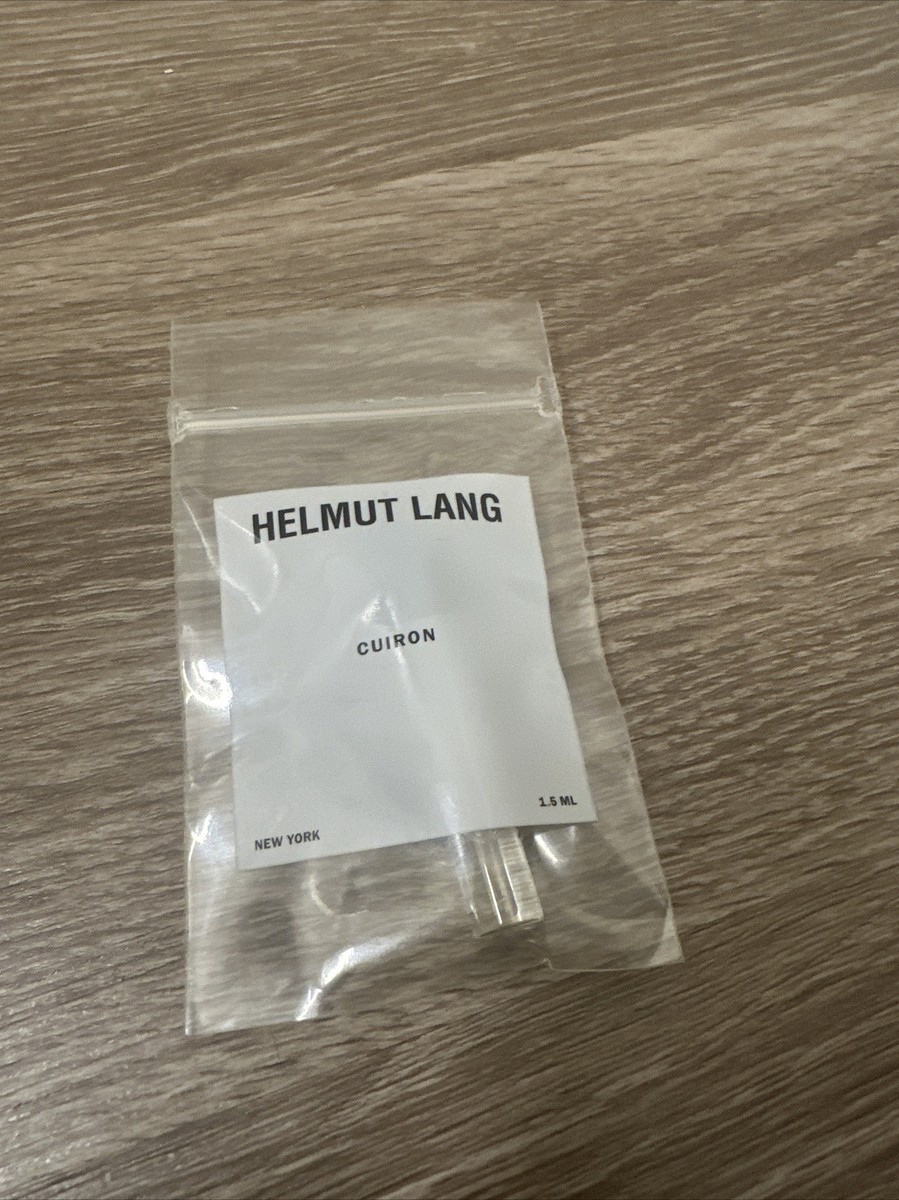 HELMUT LANG
CUIRON
1.5 ML
NEW YORK